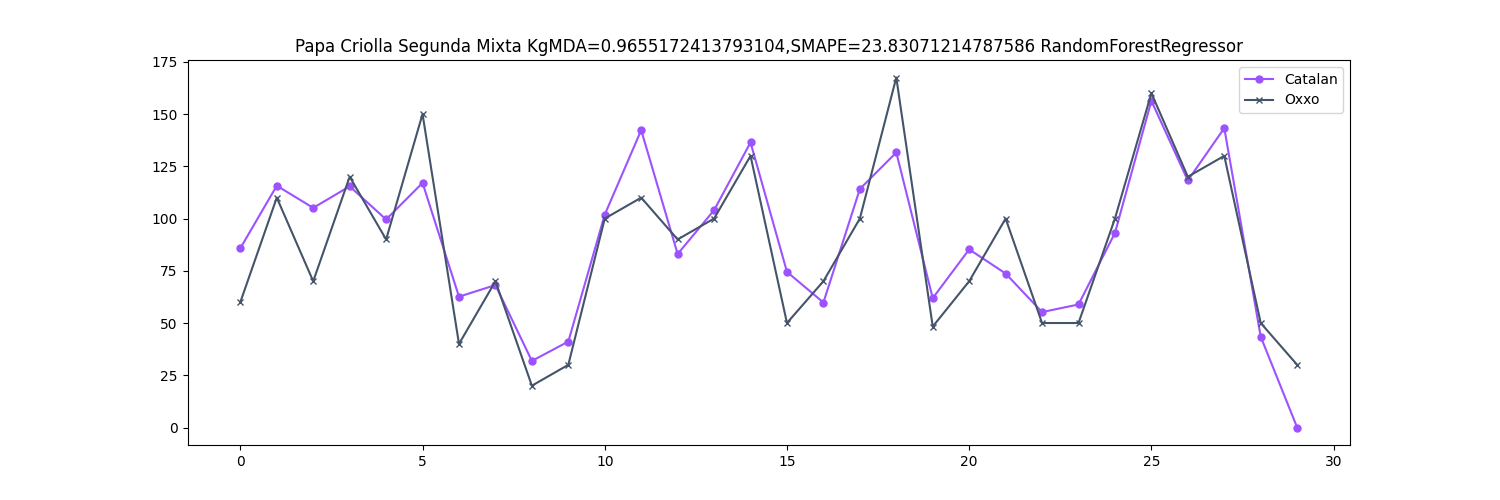 Papa Criolla Segunda Mixta KgMDA=0.9655172413793104,SMAPE=23.83071214787586 RandomForestRegressor
175
150
125
100
75
50
25
0
Catalan
Oxxo
0 5 10 15 20 25 30